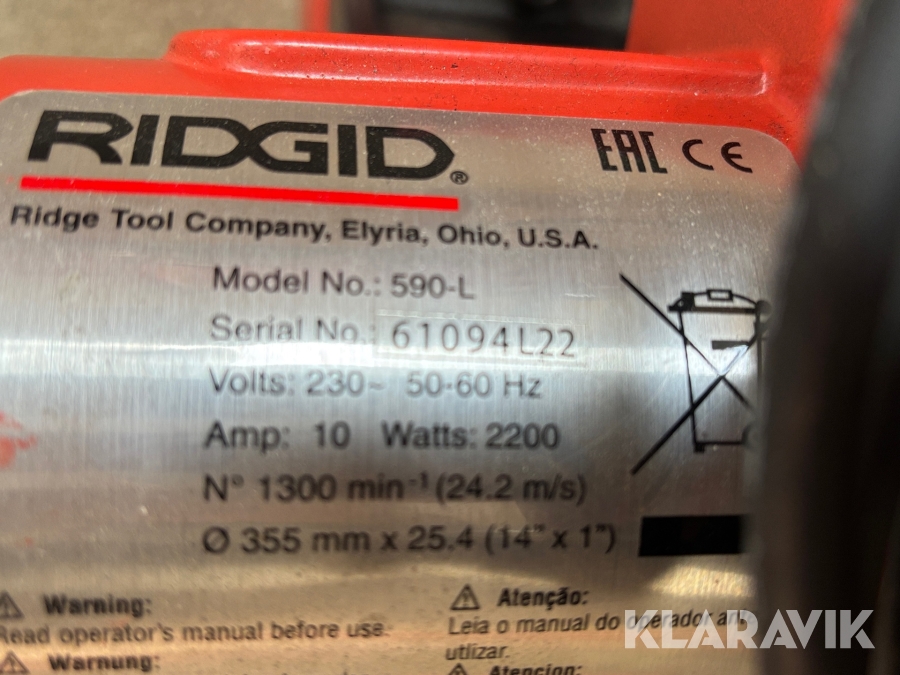 RIDGID®
EAC CE
Ridge Tool Company, Elyria, Ohio, U.S.A.
Model No.: 590-L
Serial No.: 61094L22
Volts: 230~ 50-60 Hz
Amp: 10 Watts: 2200
N° 1300 min⁻¹ (24.2 m/s)
Ø 355 mm x 25.4 (14" x 1")
⚠ Warning:
Read operator's manual before use.
⚠ Warnung:
⚠ Atenção:
Leia o manual do operador
utlizar.
⚠ Atencion:
KLARAVIK